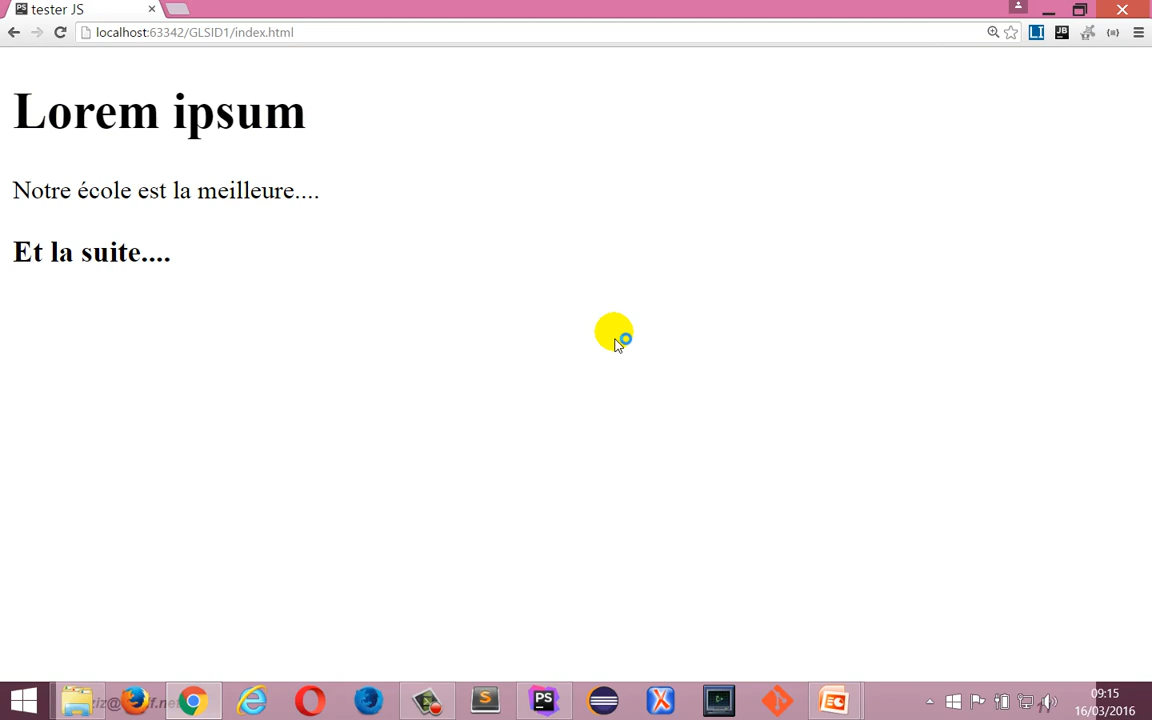 tester JS
localhost:63342/GLSID1/index.html
Lorem ipsum
Notre école est la meilleure....
Et la suite....
09:15
16/03/2016